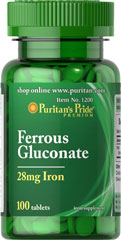 shop online www.puritan.com
Item No. 1200
Puritan's Pride®
PREMIUM
Ferrous
Gluconate
28mg Iron
100 tablets